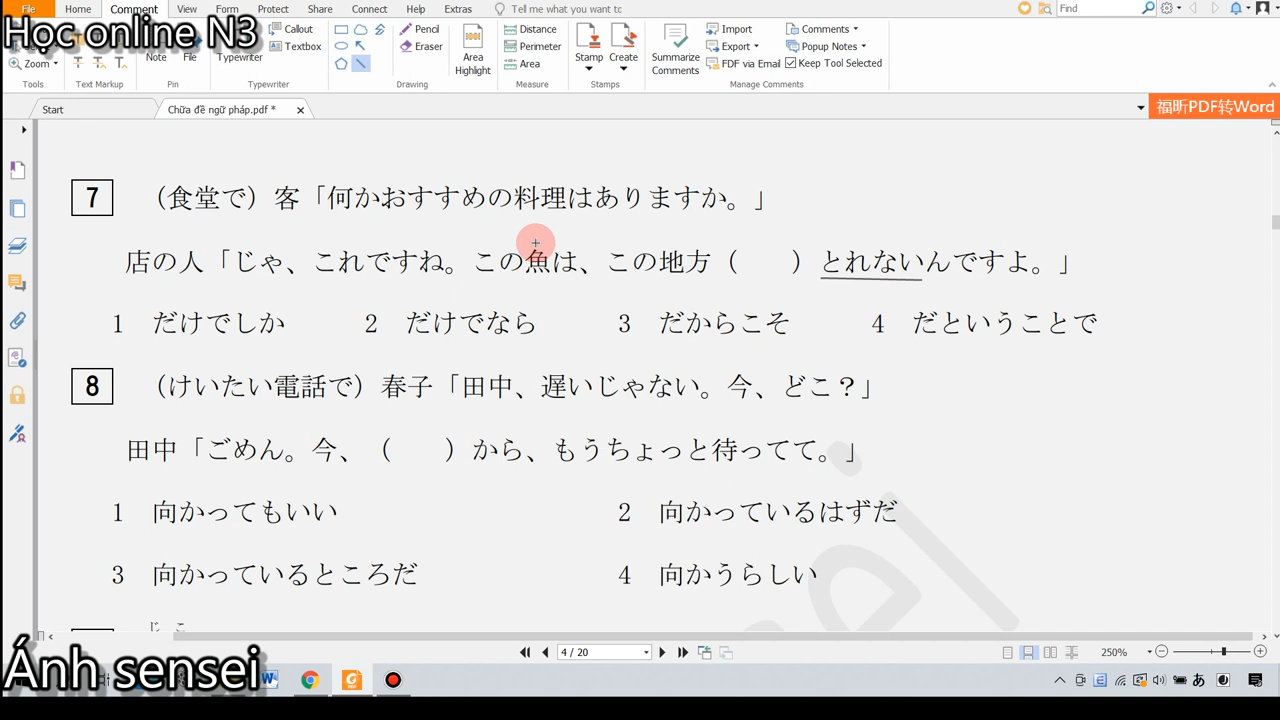 File Home Comment View Form Protect Share Connect Help Extras Tell me what you want to Find
Học online N3
Zoom Typewriter Note File
Callout
Textbox
Pencil
Eraser
Area Highlight
Distance
Perimeter
Area
Stamp Create
Summarize Comments
Import
Export
FDF via Email
Comments
Popup Notes
Keep Tool Selected
Tools Text Markup Pin Typewriter Drawing Measure Stamps Manage Comments
Start Chữa đề ngữ pháp.pdf * 福昕PDF转Word
7 （食堂で）客「何かおすすめの料理はありますか。」
店の人「じゃ、これですね。この魚は、この地方（ ）とれないんですよ。」
1 だけでしか 2 だけでなら 3 だからこそ 4 だということで
8 （けいたい電話で）春子「田中、遅いじゃない。今、どこ？」
田中「ごめん。今、（ ）から、もうちょっと待ってて。」
1 向かってもいい 2 向かっているはずだ
3 向かっているところだ 4 向かうらしい
じ こ
4 / 20 250%
Ánh sensei
あ